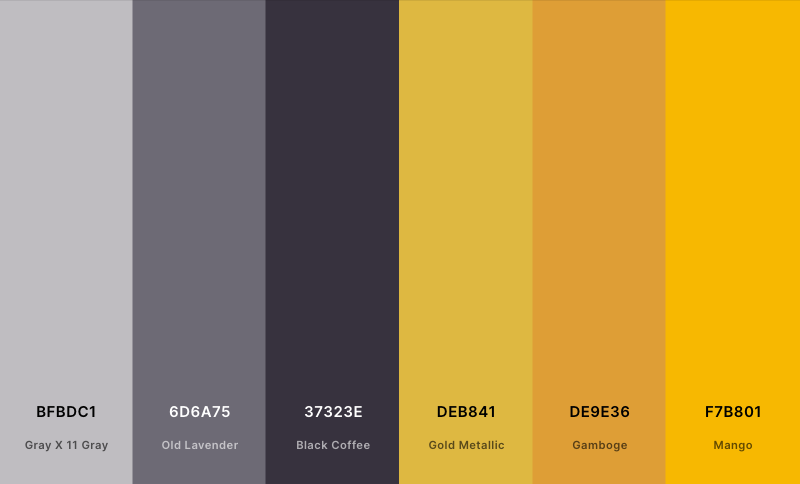 BFBDC1
Gray X 11 Gray
6D6A75
Old Lavender
37323E
Black Coffee
DEB841
Gold Metallic
DE9E36
Gamboge
F7B801
Mango